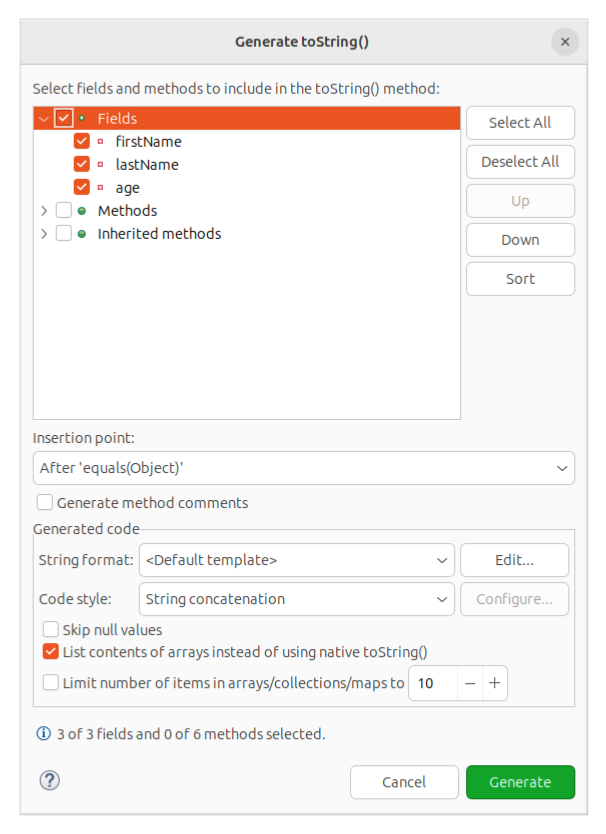 Generate toString()
Select fields and methods to include in the toString() method:
Fields
firstName
lastName
age
Methods
Inherited methods
Select All
Deselect All
Up
Down
Sort
Insertion point:
After 'equals(Object)'
Generate method comments
Generated code
String format: <Default template> Edit...
Code style: String concatenation Configure...
Skip null values
List contents of arrays instead of using native toString()
Limit number of items in arrays/collections/maps to 10
3 of 3 fields and 0 of 6 methods selected.
Cancel Generate